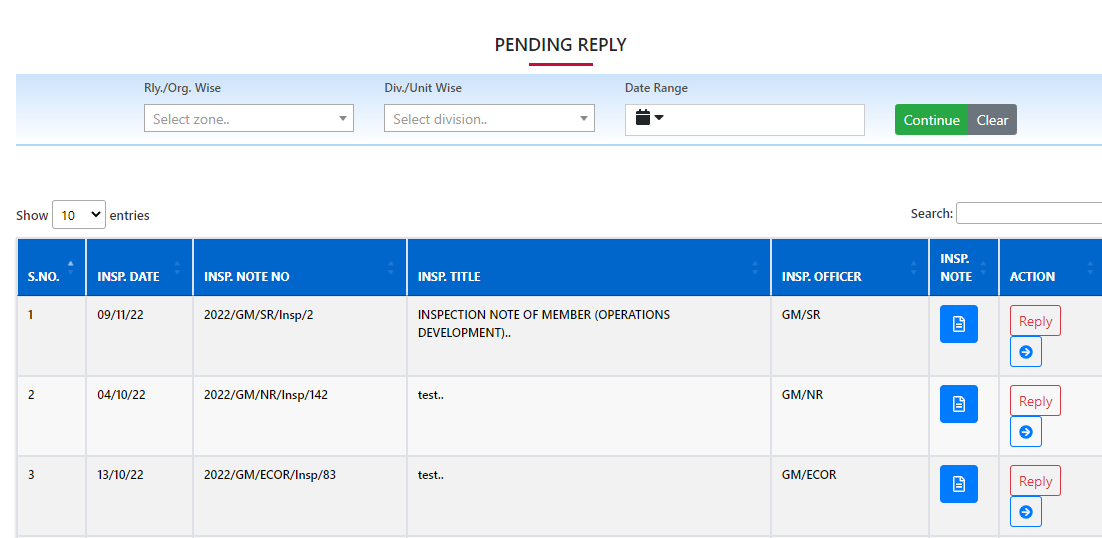 PENDING REPLY
Rly./Org. Wise Div./Unit Wise Date Range
Select zone.. Select division.. Continue Clear
Show 10 entries Search:
S.NO. INSP. DATE INSP. NOTE NO INSP. TITLE INSP. OFFICER INSP. NOTE ACTION
1 09/11/22 2022/GM/SR/Insp/2 INSPECTION NOTE OF MEMBER (OPERATIONS GM/SR Reply
DEVELOPMENT)..
2 04/10/22 2022/GM/NR/Insp/142 test.. GM/NR Reply
3 13/10/22 2022/GM/ECOR/Insp/83 test.. GM/ECOR Reply